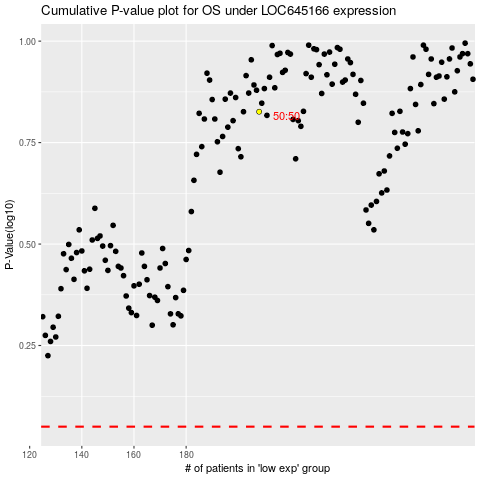 Cumulative P-value plot for OS under LOC645166 expression
P-Value(log10)
1.00
0.75
0.50
0.25
50:50
120 140 160 180
# of patients in 'low exp' group